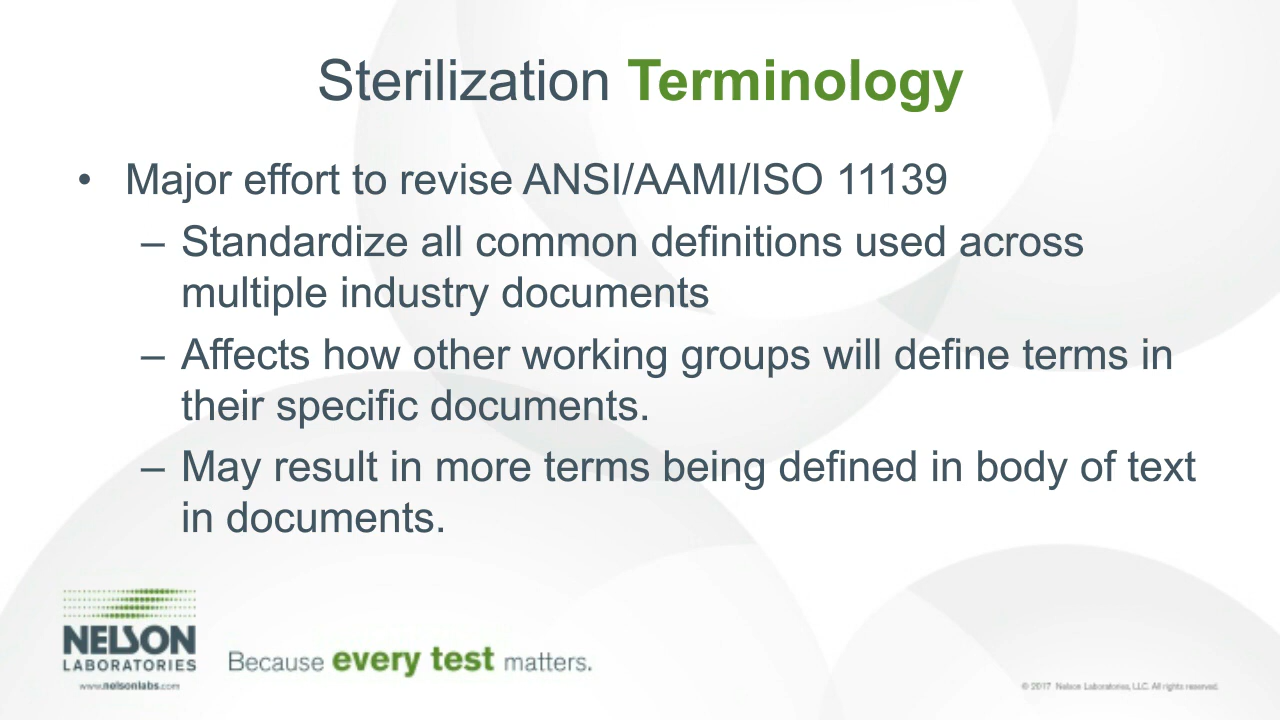 Sterilization Terminology
• Major effort to revise ANSI/AAMI/ISO 11139
– Standardize all common definitions used across
multiple industry documents
– Affects how other working groups will define terms in
their specific documents.
– May result in more terms being defined in body of text
in documents.
NELSON
LABORATORIES
www.nelsonlabs.com
Because every test matters.
© 2017 Nelson Laboratories, LLC. All rights reserved.